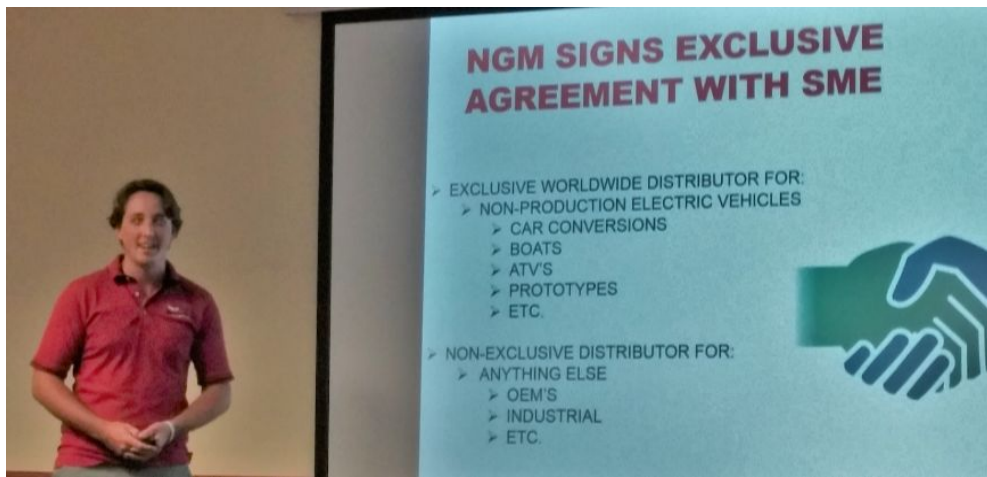 NGM SIGNS EXCLUSIVE
AGREEMENT WITH SME
➢ EXCLUSIVE WORLDWIDE DISTRIBUTOR FOR:
➢ NON-PRODUCTION ELECTRIC VEHICLES
➢ CAR CONVERSIONS
➢ BOATS
➢ ATV'S
➢ PROTOTYPES
➢ ETC.
➢ NON-EXCLUSIVE DISTRIBUTOR FOR:
➢ ANYTHING ELSE
➢ OEM'S
➢ INDUSTRIAL
➢ ETC.